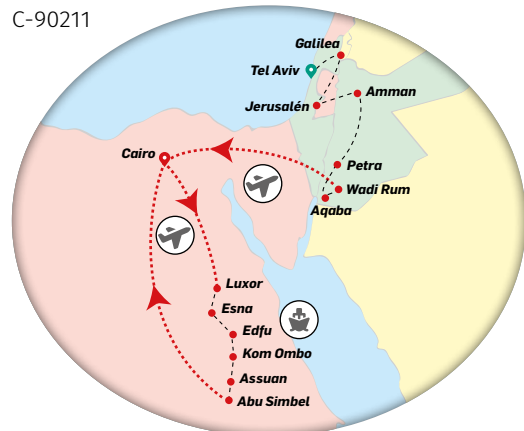 C-90211
Galilea
Tel Aviv
Amman
Jerusalén
Cairo
Petra
Wadi Rum
Aqaba
Luxor
Esna
Edfu
Kom Ombo
Assuan
Abu Simbel